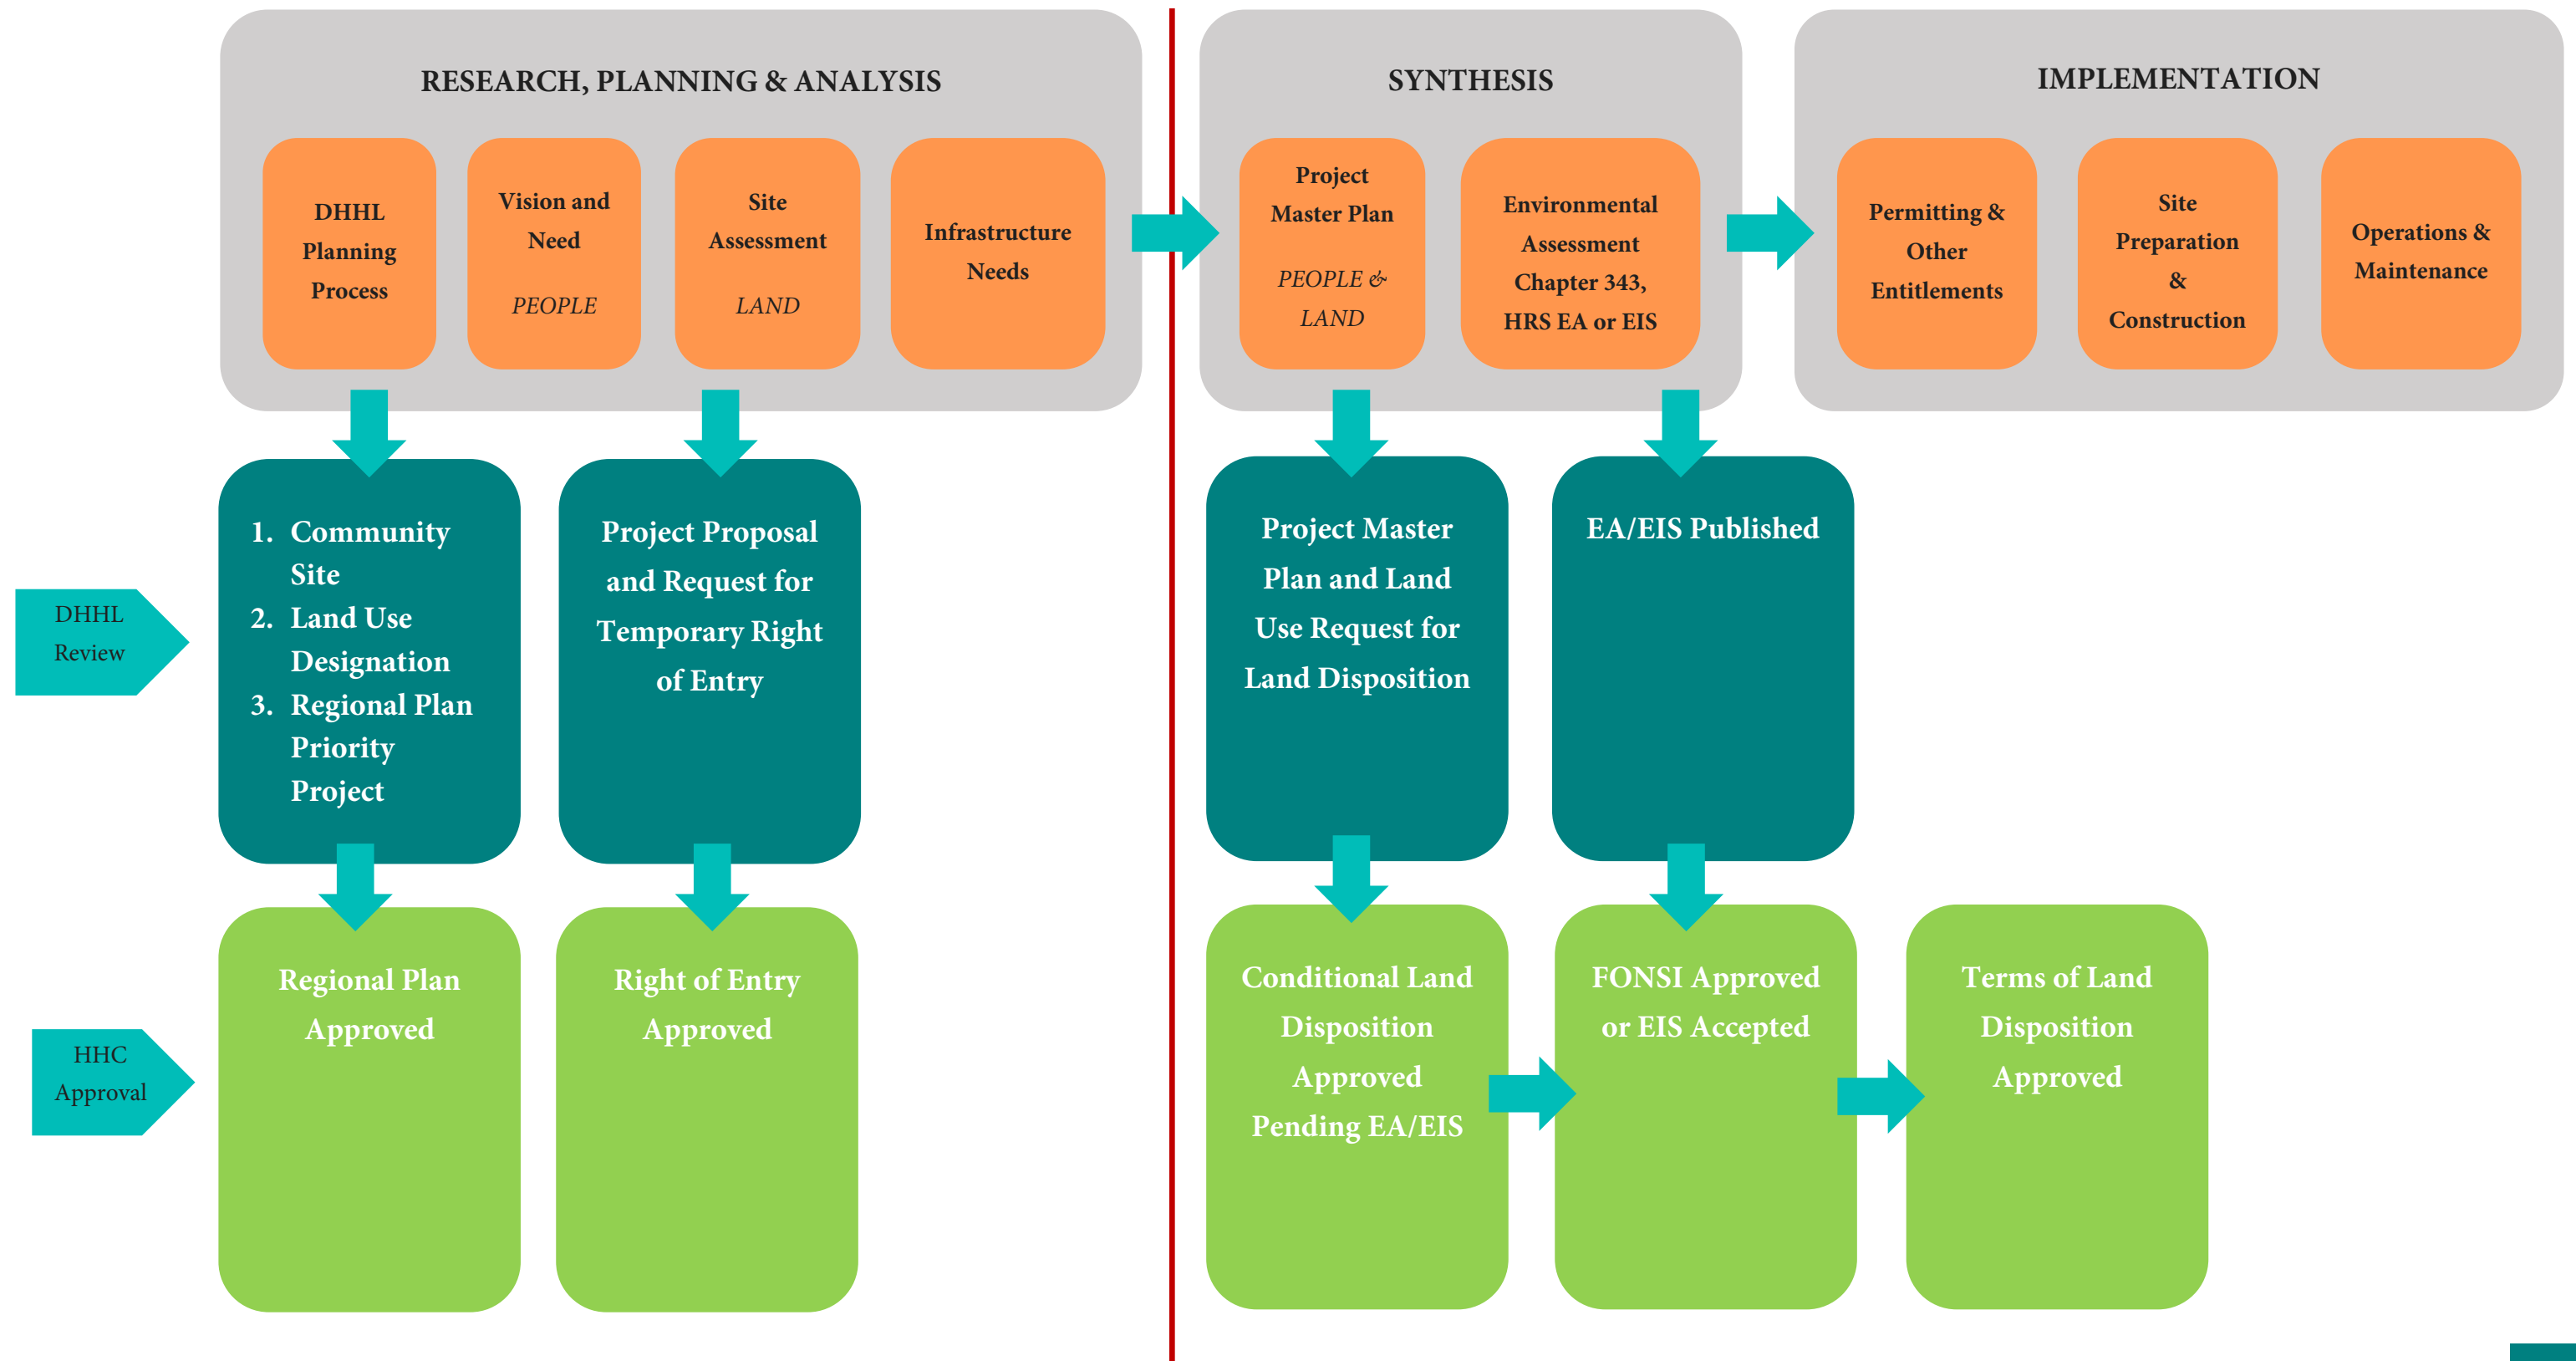 RESEARCH, PLANNING & ANALYSIS
DHHL
Planning
Process
Vision and
Need
PEOPLE
Site
Assessment
LAND
Infrastructure
Needs
SYNTHESIS
Project
Master Plan
PEOPLE &
LAND
Environmental
Assessment
Chapter 343,
HRS EA or EIS
IMPLEMENTATION
Permitting &
Other
Entitlements
Site
Preparation
&
Construction
Operations &
Maintenance
DHHL
Review
1. Community
Site
2. Land Use
Designation
3. Regional Plan
Priority
Project
Project Proposal
and Request for
Temporary Right
of Entry
Project Master
Plan and Land
Use Request for
Land Disposition
EA/EIS Published
HHC
Approval
Regional Plan
Approved
Right of Entry
Approved
Conditional Land
Disposition
Approved
Pending EA/EIS
FONSI Approved
or EIS Accepted
Terms of Land
Disposition
Approved